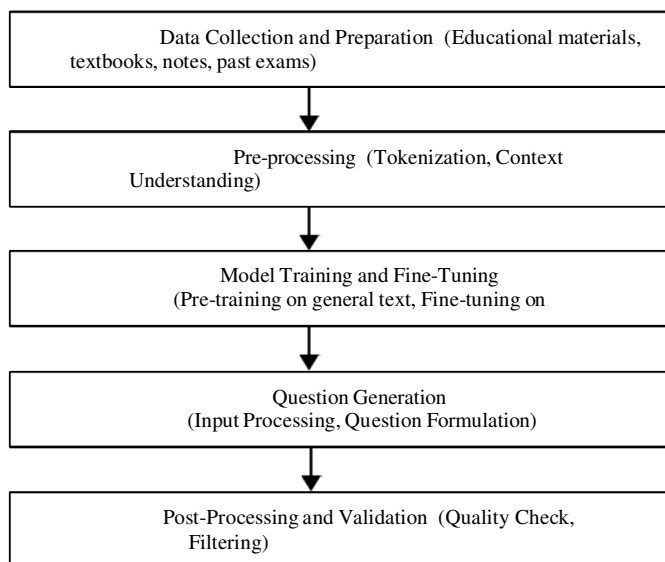 Data Collection and Preparation (Educational materials,
textbooks, notes, past exams)
Pre-processing (Tokenization, Context
Understanding)
Model Training and Fine-Tuning
(Pre-training on general text, Fine-tuning on
Question Generation
(Input Processing, Question Formulation)
Post-Processing and Validation (Quality Check,
Filtering)